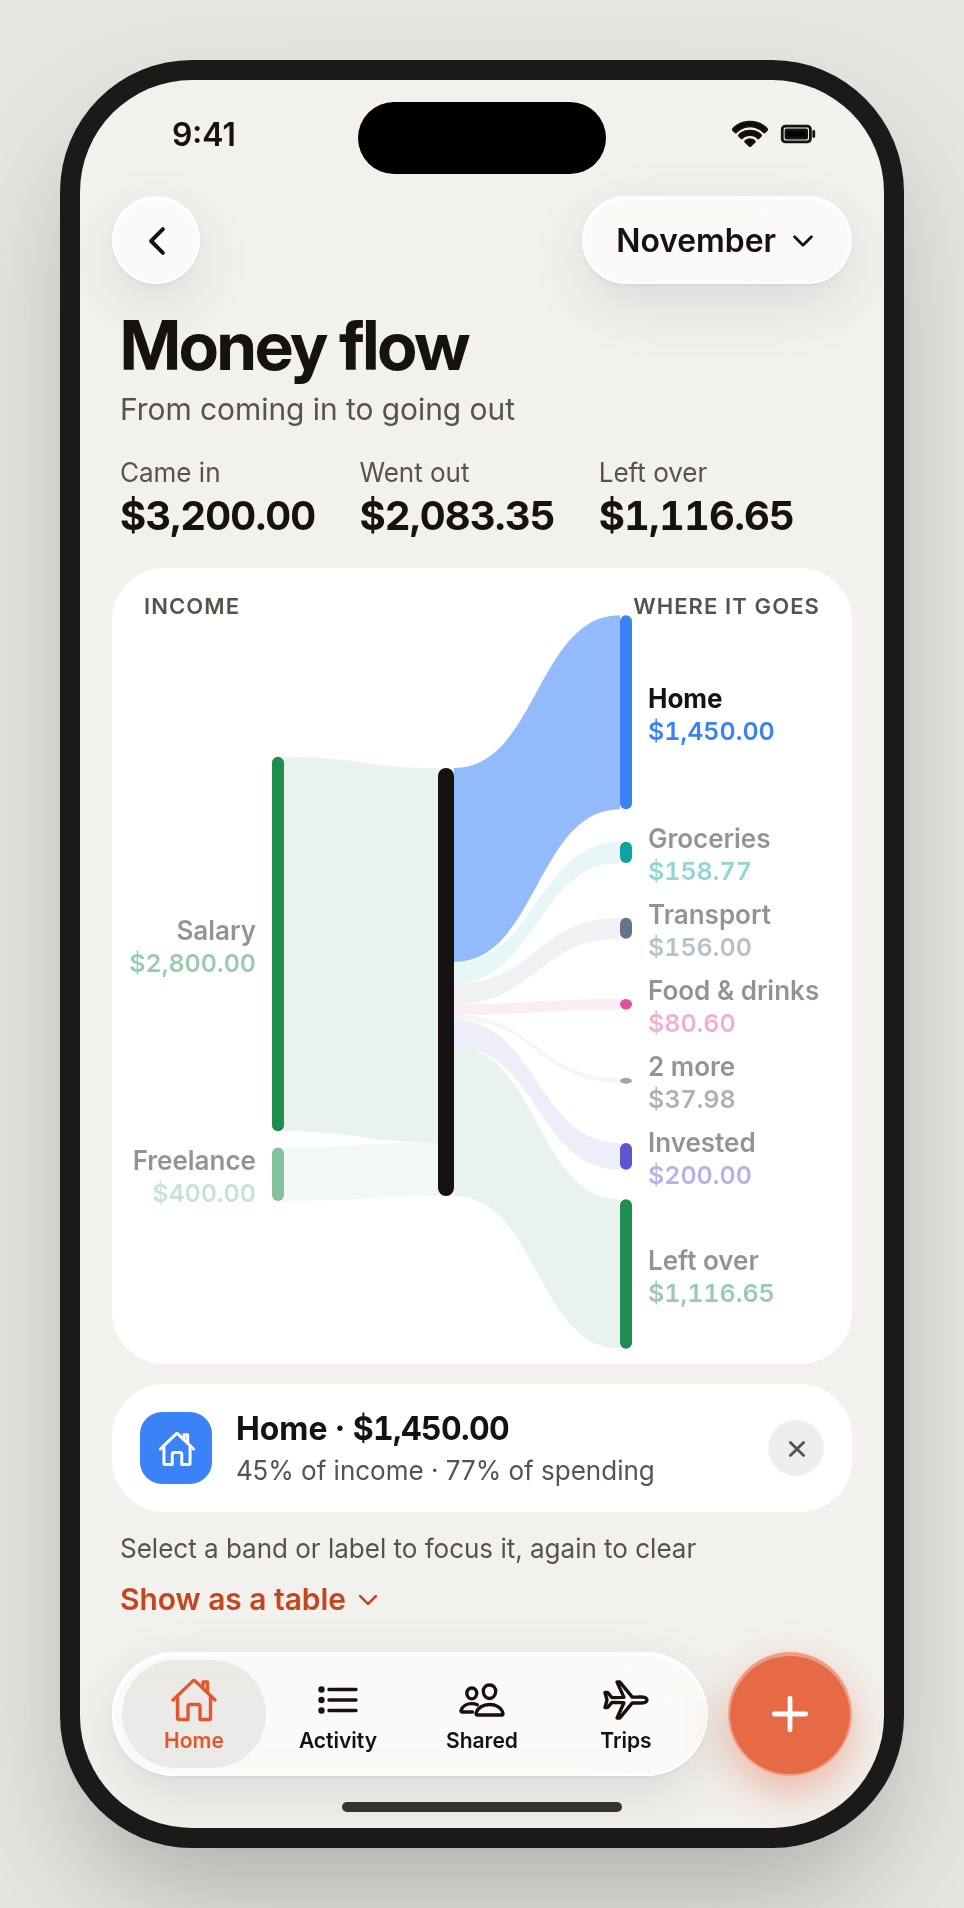 9:41
November
Money flow
From coming in to going out
Came in
$3,200.00
Went out
$2,083.35
Left over
$1,116.65
INCOME
WHERE IT GOES
Home
$1,450.00
Groceries
$158.77
Salary
$2,800.00
Transport
$156.00
Food & drinks
$80.60
2 more
$37.98
Freelance
$400.00
Invested
$200.00
Left over
$1,116.65
Home · $1,450.00
45% of income · 77% of spending
Select a band or label to focus it, again to clear
Show as a table
Home
Activity
Shared
Trips